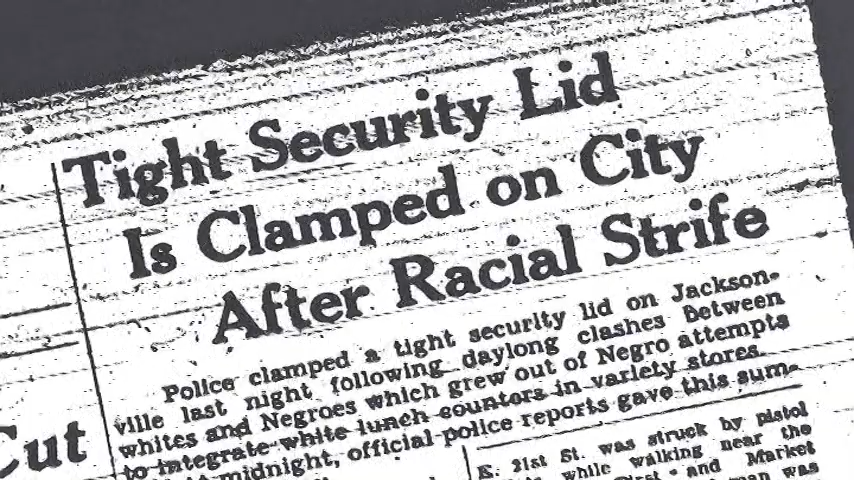 Tight Security Lid
Is Clamped on City
After Racial Strife
Police clamped a tight security lid on Jackson-
ville last night following daylong clashes between
whites and Negroes which grew out of Negro attempts
to integrate white lunch counters in variety stores.
midnight, official police reports gave this sum-
Cut
E. 21st St. was struck by pistol
while walking near the
and Market
man was